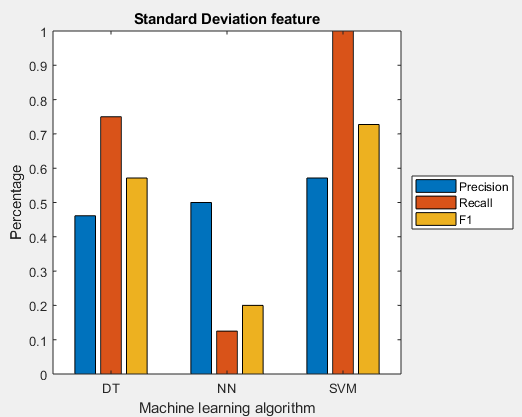 Standard Deviation feature
1
0.9
0.8
0.7
0.6
0.5
0.4
0.3
0.2
0.1
0
Percentage
DT NN SVM
Machine learning algorithm
Precision
Recall
F1